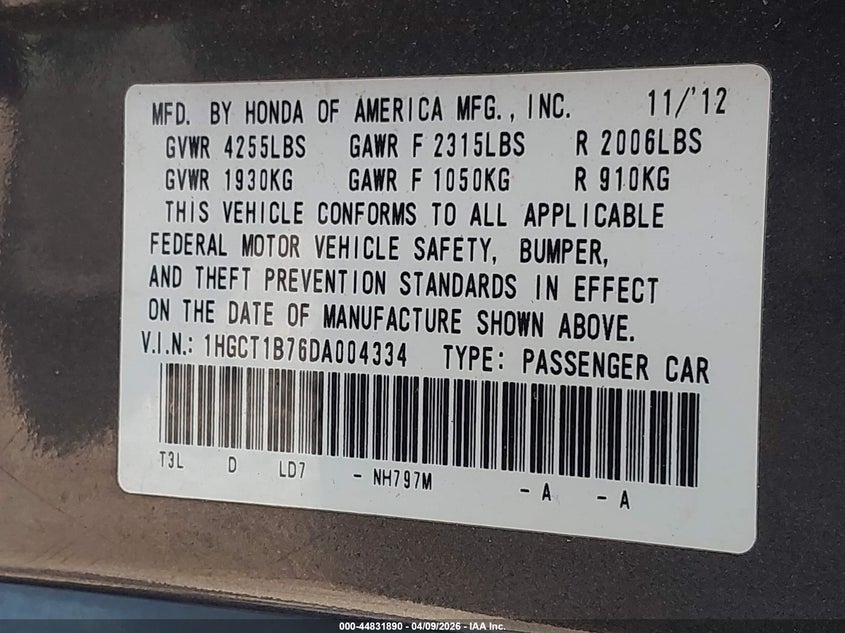 MFD. BY HONDA OF AMERICA MFG., INC. 11/'12
GVWR 4255LBS GAWR F 2315LBS R 2006LBS
GVWR 1930KG GAWR F 1050KG R 910KG
THIS VEHICLE CONFORMS TO ALL APPLICABLE
FEDERAL MOTOR VEHICLE SAFETY, BUMPER,
AND THEFT PREVENTION STANDARDS IN EFFECT
ON THE DATE OF MANUFACTURE SHOWN ABOVE.
V.I.N.: 1HGCT1B76DA004334 TYPE: PASSENGER CAR
T3L D LD7 - NH797M - A - A
000-44831890 - 04/09/2026 - IAA Inc.